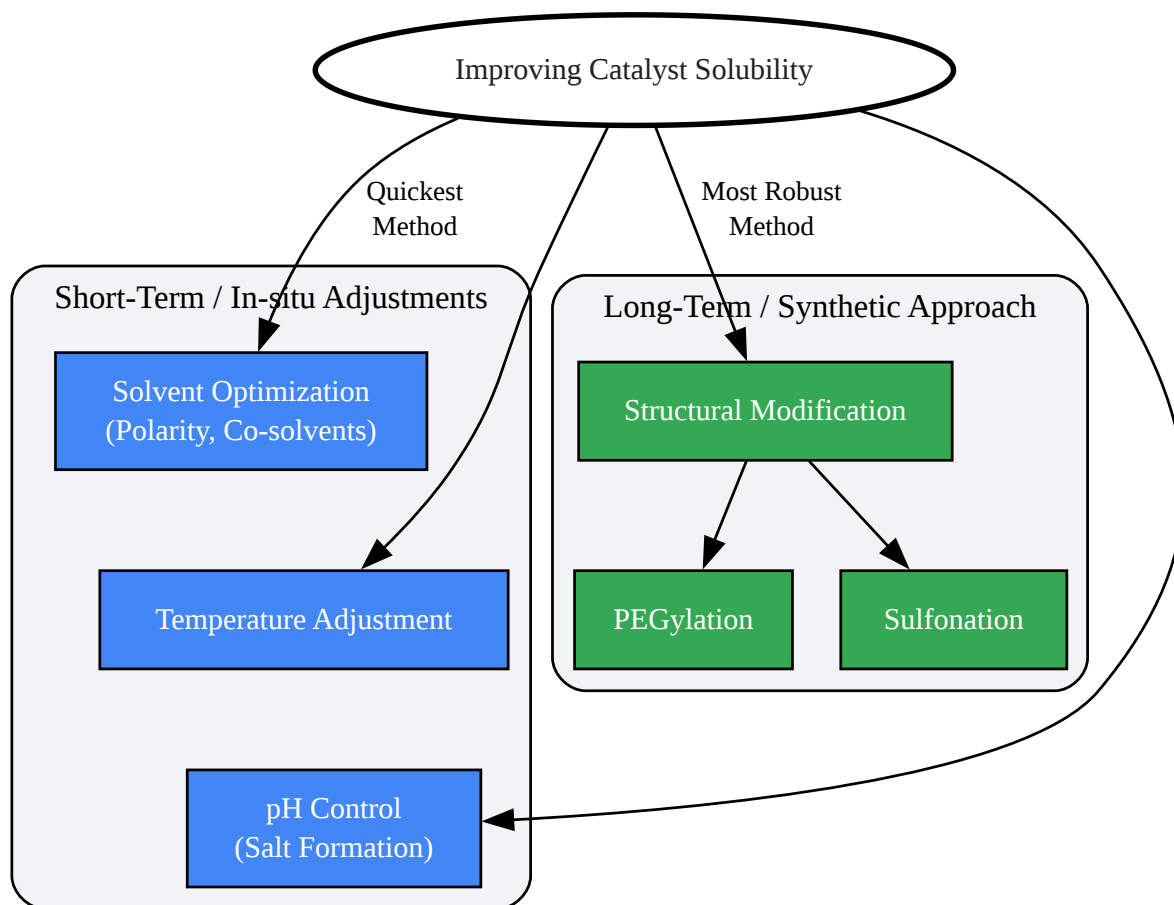 Improving Catalyst Solubility
Quickest
Method
Most Robust
Method
Short-Term / In-situ Adjustments
Solvent Optimization
(Polarity, Co-solvents)
Temperature Adjustment
pH Control
(Salt Formation)
Long-Term / Synthetic Approach
Structural Modification
PEGylation
Sulfonation